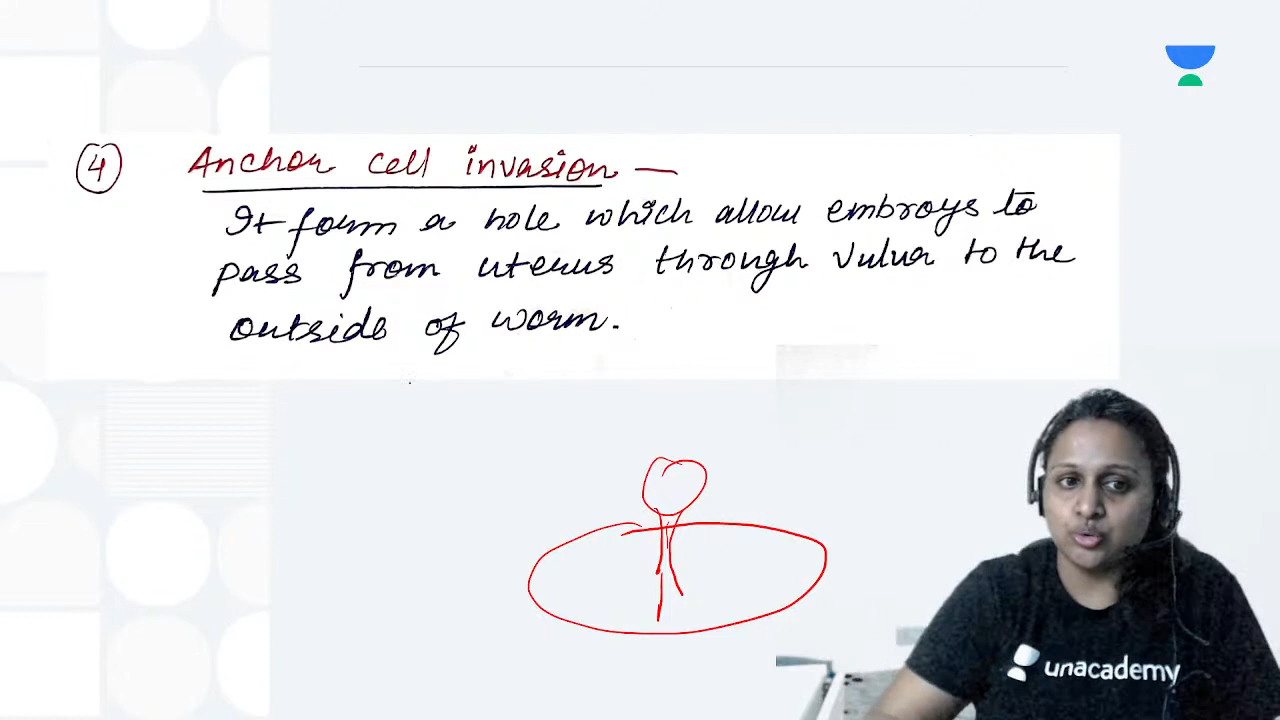 4 Anchor cell invasion —
It form a hole which allow embroys to
pass from uterus through vulva to the
outside of worm.
unacademy